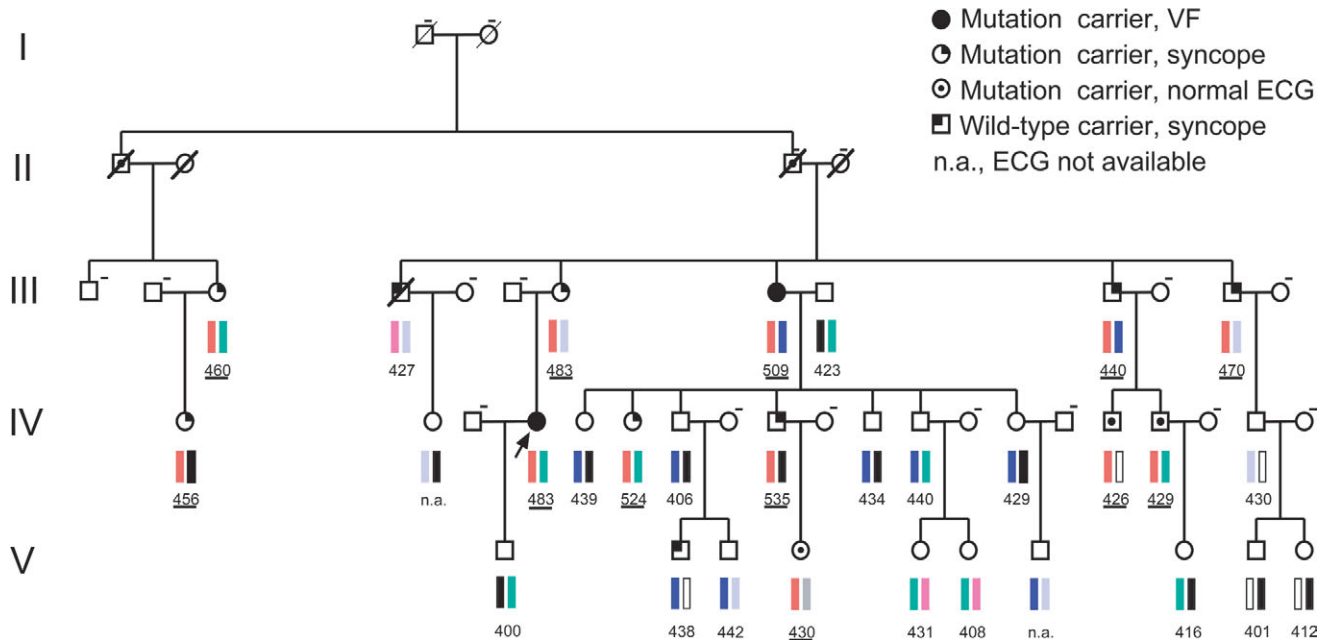 I
● Mutation carrier, VF
Mutation carrier, syncope
Mutation carrier, normal ECG
Wild-type carrier, syncope
n.a., ECG not available
II
III
460 427 483 509 423 440 470
IV
456 n.a. 483 439 524 406 535 434 440 429 426 429 430
V
400 438 442 430 431 408 n.a. 416 401 412